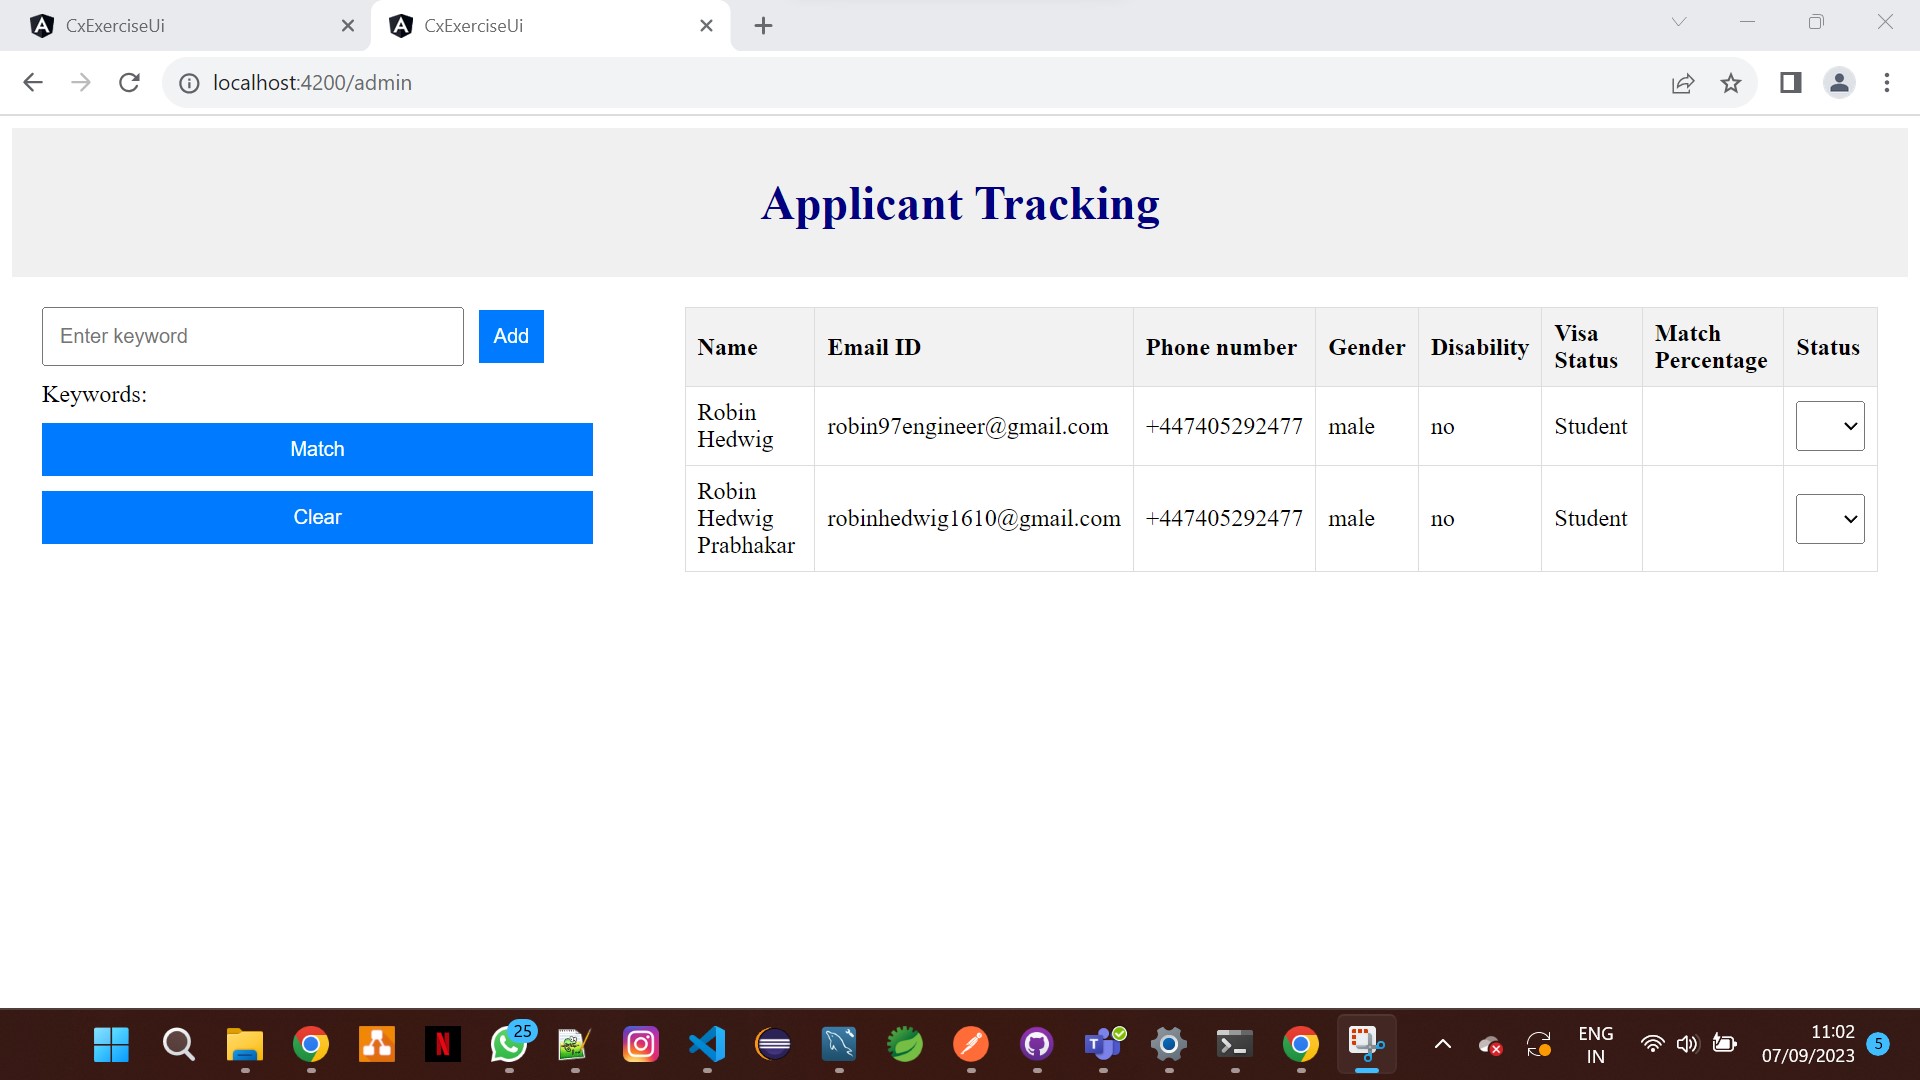 CxExerciseUi
CxExerciseUi
localhost:4200/admin
Applicant Tracking
Enter keyword
Add
Keywords:
Match
Clear
Name Email ID Phone number Gender Disability Visa Status Match Percentage Status
Robin Hedwig robin97engineer@gmail.com +447405292477 male no Student
Robin Hedwig Prabhakar robinhedwig1610@gmail.com +447405292477 male no Student
25
ENG
IN
11:02
07/09/2023
5